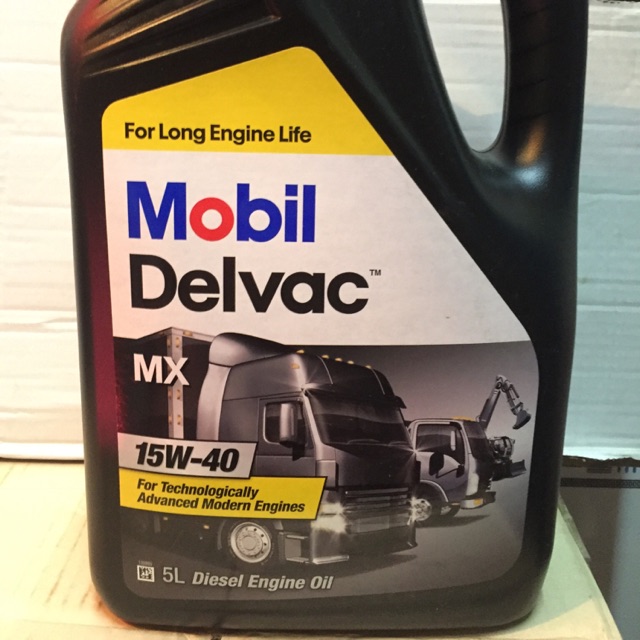 For Long Engine Life
Mobil
Delvac™
MX
15W-40
For Technologically
Advanced Modern Engines
5L Diesel Engine Oil